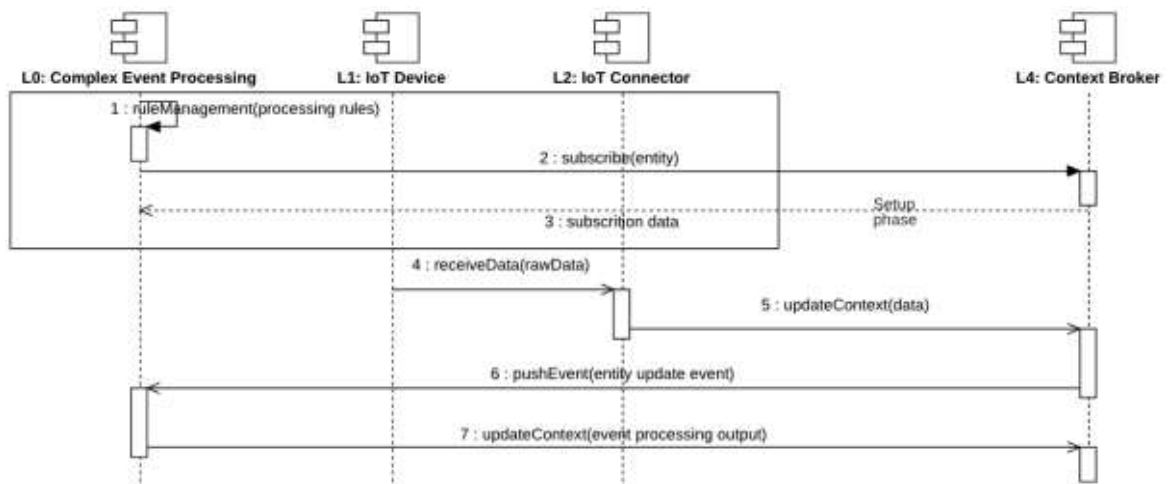 L0: Complex Event Processing
L1: IoT Device
L2: IoT Connector
L4: Context Broker
1 : ruleManagement(processing rules)
2 : subscribe(entity)
Setup
phase
3 : subscrition data
4 : receiveData(rawData)
5 : updateContext(data)
6 : pushEvent(entity update event)
7 : updateContext(event processing output)